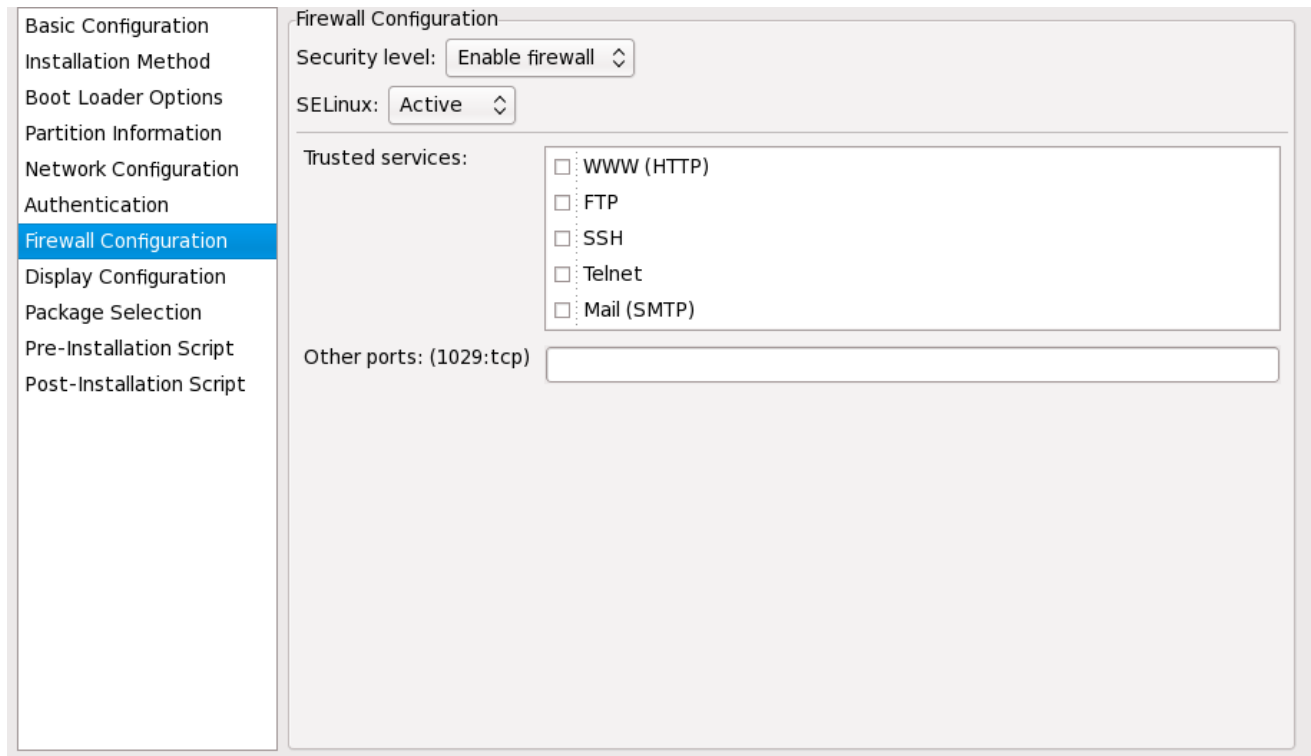 Basic Configuration
Installation Method
Boot Loader Options
Partition Information
Network Configuration
Authentication
Firewall Configuration
Display Configuration
Package Selection
Pre-Installation Script
Post-Installation Script
Firewall Configuration
Security level: Enable firewall
SELinux: Active
Trusted services:
WWW (HTTP)
FTP
SSH
Telnet
Mail (SMTP)
Other ports: (1029:tcp)